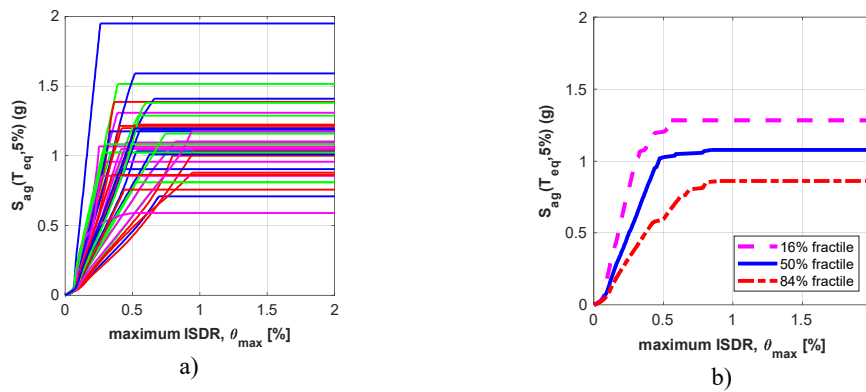 2
1.5
1
0.5
0
S_ag(T_eq,5%) (g)
0 0.5 1 1.5 2
maximum ISDR, θ_max [%]
a)
2
1.5
1
0.5
0
S_ag(T_eq,5%) (g)
16% fractile
50% fractile
84% fractile
0 0.5 1 1.5
maximum ISDR, θ_max [%]
b)